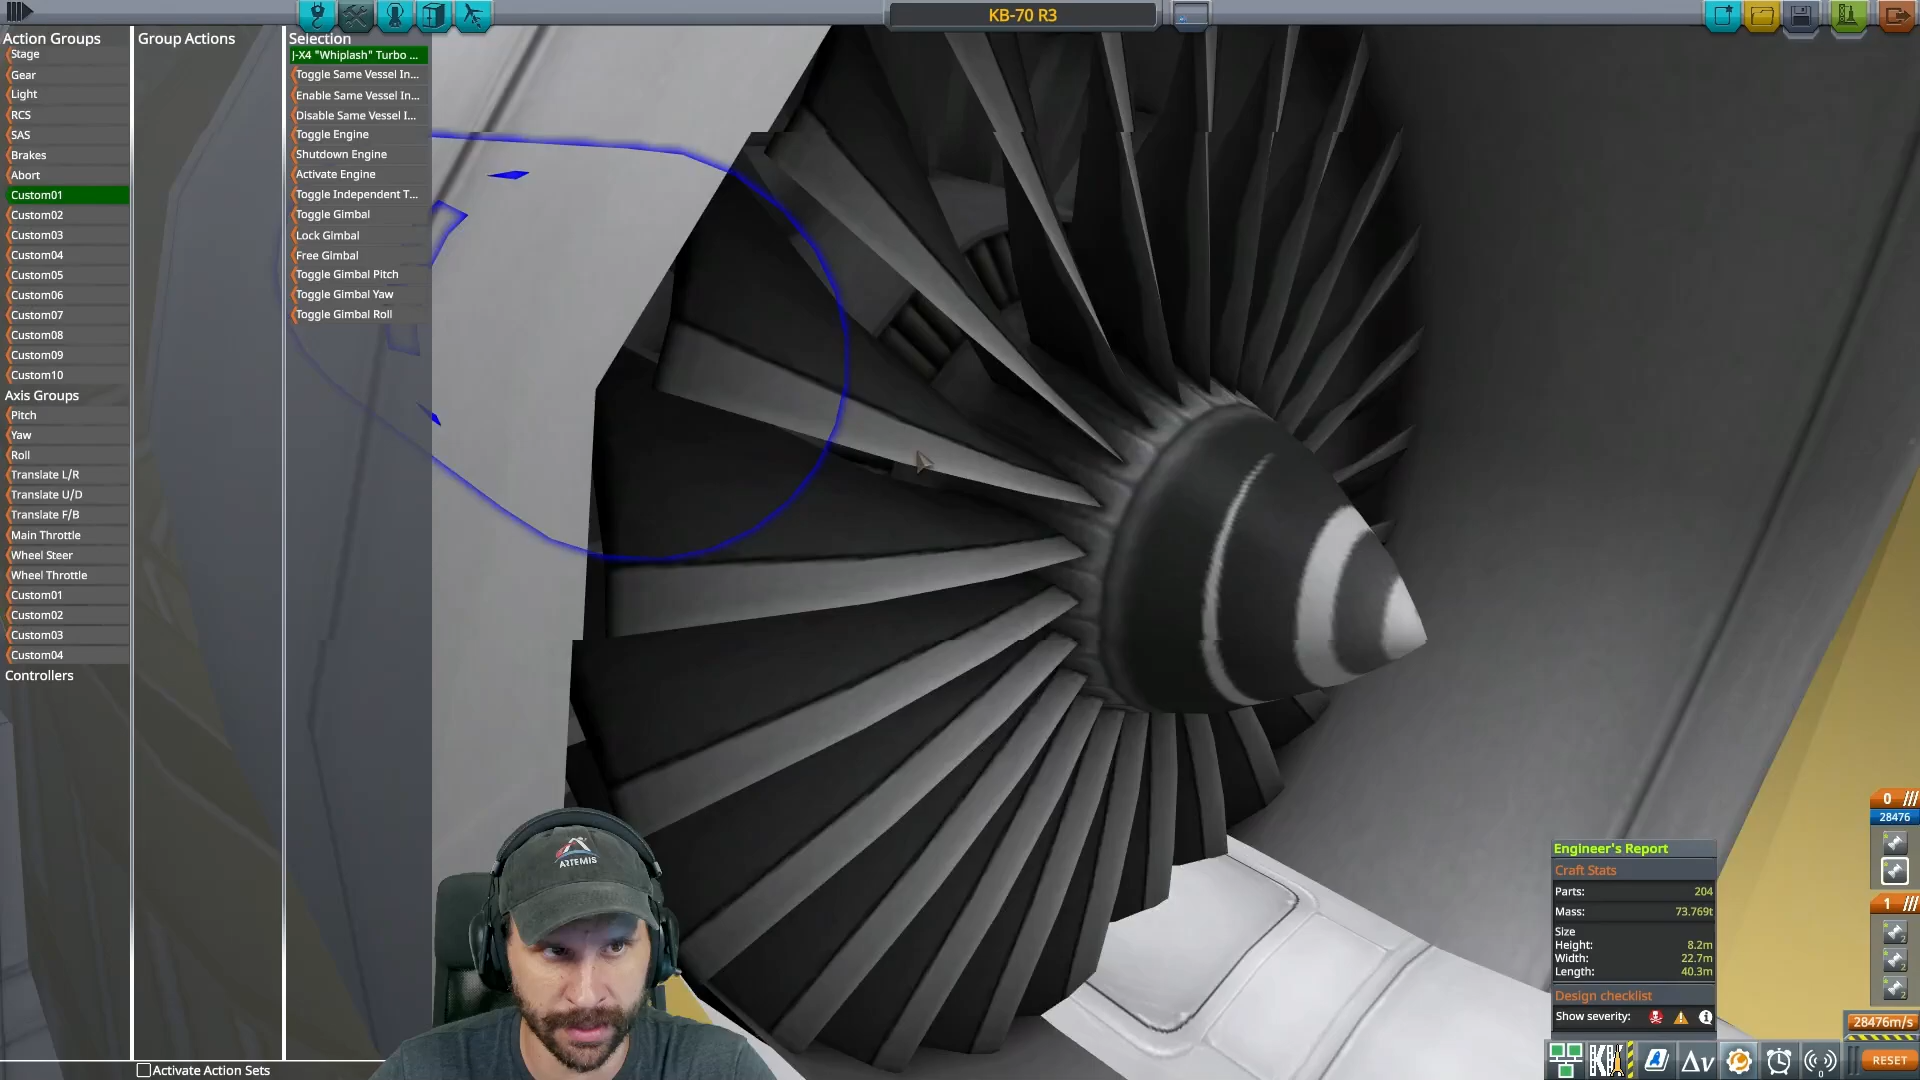 KB-70 R3
Action Groups
Stage
Gear
Light
RCS
SAS
Brakes
Abort
Custom01
Custom02
Custom03
Custom04
Custom05
Custom06
Custom07
Custom08
Custom09
Custom10
Axis Groups
Pitch
Yaw
Roll
Translate L/R
Translate U/D
Translate F/B
Main Throttle
Wheel Steer
Wheel Throttle
Custom01
Custom02
Custom03
Custom04
Controllers
Group Actions
Activate Action Sets
Selection
J-X4 "Whiplash" Turbo ...
Toggle Same Vessel In...
Enable Same Vessel In...
Disable Same Vessel I...
Toggle Engine
Shutdown Engine
Activate Engine
Toggle Independent T...
Toggle Gimbal
Lock Gimbal
Free Gimbal
Toggle Gimbal Pitch
Toggle Gimbal Yaw
Toggle Gimbal Roll
ARTEMIS
Engineer's Report
Craft Stats
Parts: 204
Mass: 73.769t
Size
Height: 8.2m
Width: 22.7m
Length: 40.3m
Design checklist
Show severity:
0
28476
2
2
2
1
28476m/s
Δv
0
RESET